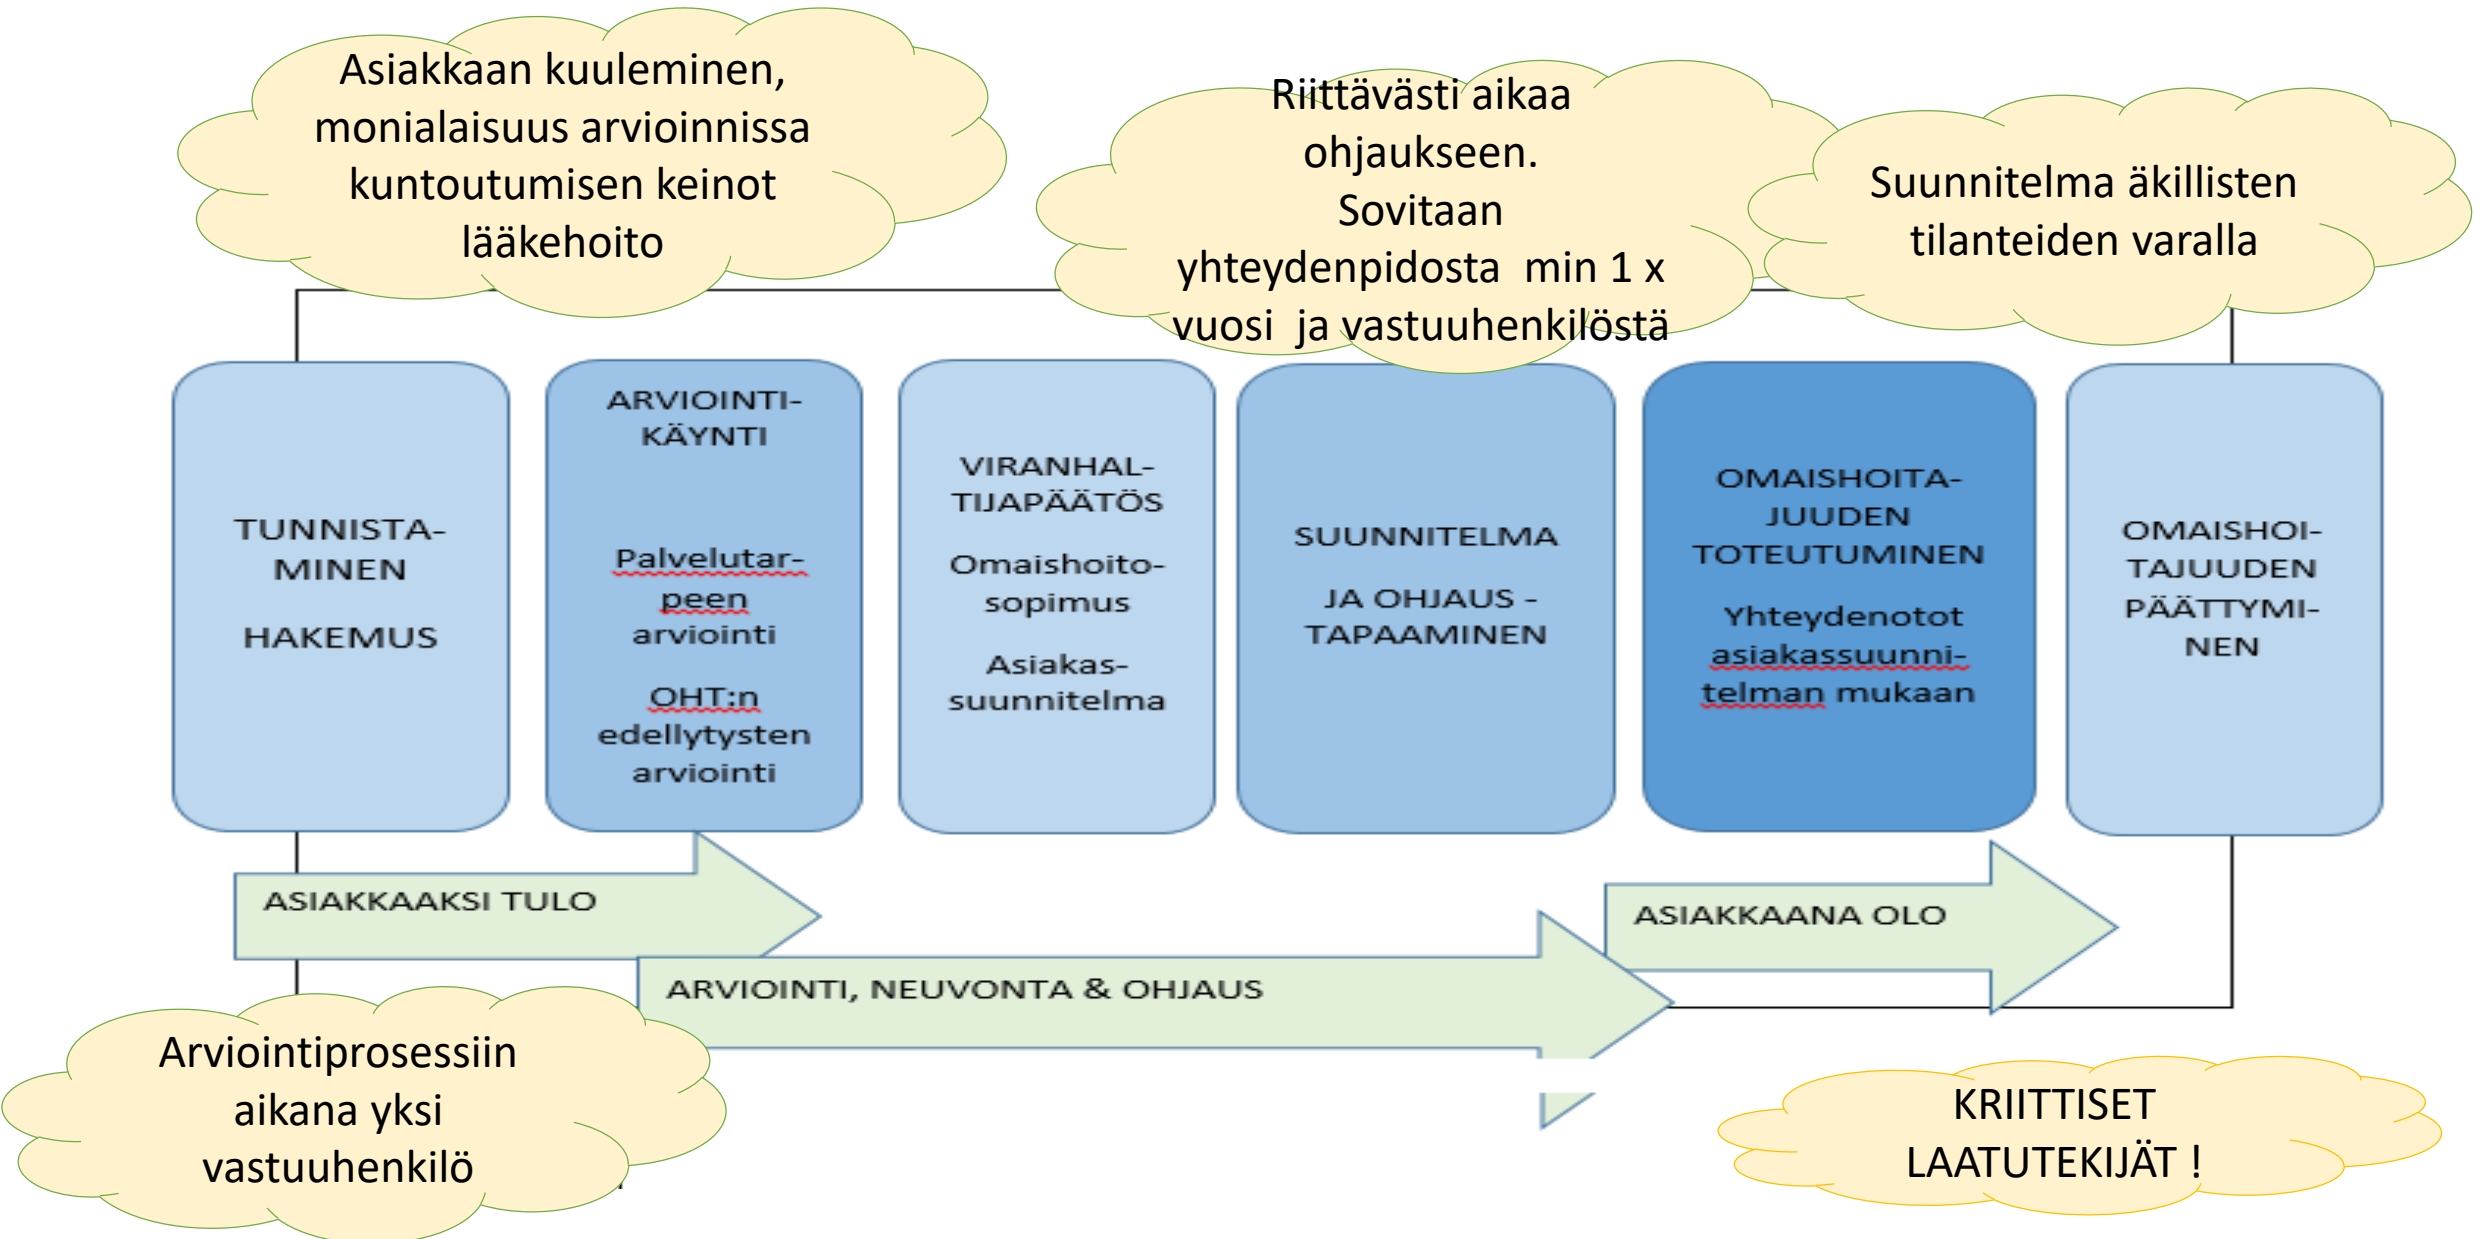 Asiakkaan kuuleminen,
monialaisuus arvioinnissa
kuntoutumisen keinot
lääkehoito
Riittävästi aikaa
ohjaukseen.
Sovitaan
yhteydenpidosta  min 1 x
vuosi  ja vastuuhenkilöstä
Suunnitelma äkillisten
tilanteiden varalla
TUNNISTA-
MINEN
HAKEMUS
ARVIOINTI-
KÄYNTI
Palvelutar-
peen
arviointi
OHT:n
edellytysten
arviointi
VIRANHAL-
TIJAPÄÄTÖS
Omaishoito-
sopimus
Asiakas-
suunnitelma
SUUNNITELMA
JA OHJAUS -
TAPAAMINEN
OMAISHOITA-
JUUDEN
TOTEUTUMINEN
Yhteydenotot
asiakassuunni-
telman mukaan
OMAISHOI-
TAJUUDEN
PÄÄTTYMI-
NEN
ASIAKKAAKSI TULO
ASIAKKAANA OLO
ARVIOINTI, NEUVONTA & OHJAUS
Arviointiprosessiin
aikana yksi
vastuuhenkilö
KRIITTISET
LAATUTEKIJÄT !